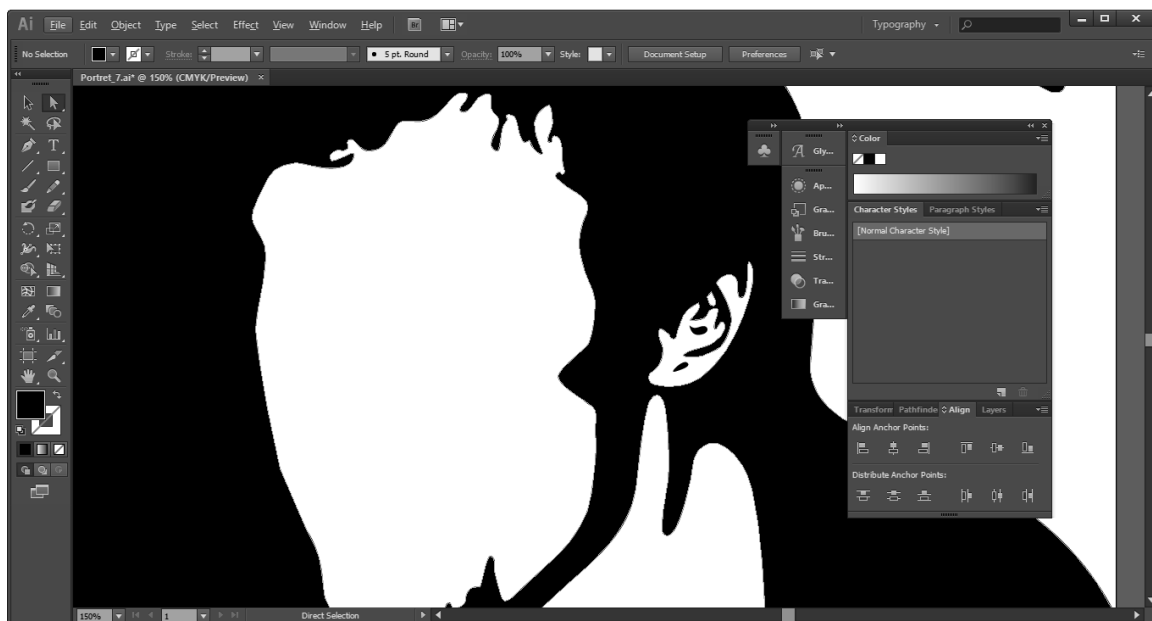 Ai File Edit Object Type Select Effect View Window Help Br Typography
No Selection Stroke: 5 pt. Round Opacity: 100% Style: Document Setup Preferences
Portret_7.ai* @ 150% (CMYK/Preview) ×
Color
Gly...
Ap...
Gra...
Character Styles Paragraph Styles
Bru...
[Normal Character Style]
Str...
Tra...
Gra...
Transform Pathfinde Align Layers
Align Anchor Points:
Distribute Anchor Points:
150% 1 Direct Selection